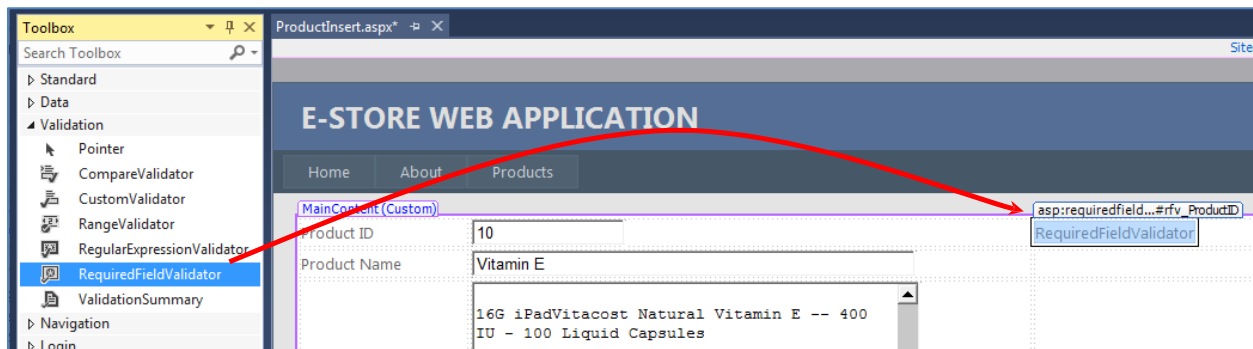 Toolbox
Search Toolbox
Standard
Data
Validation
Pointer
CompareValidator
CustomValidator
RangeValidator
RegularExpressionValidator
RequiredFieldValidator
ValidationSummary
Navigation
Login
ProductInsert.aspx*
Site
E-STORE WEB APPLICATION
Home About Products
MainContent (Custom)
asp:requiredfield...#rfv_ProductID
Product ID 10 RequiredFieldValidator
Product Name Vitamin E
16G iPadVitacost Natural Vitamin E -- 400
IU - 100 Liquid Capsules